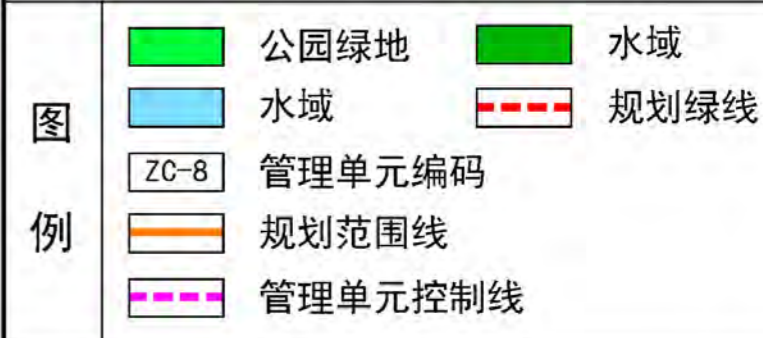 图例
公园绿地 水域
水域 规划绿线
ZC-8 管理单元编码
规划范围线
管理单元控制线